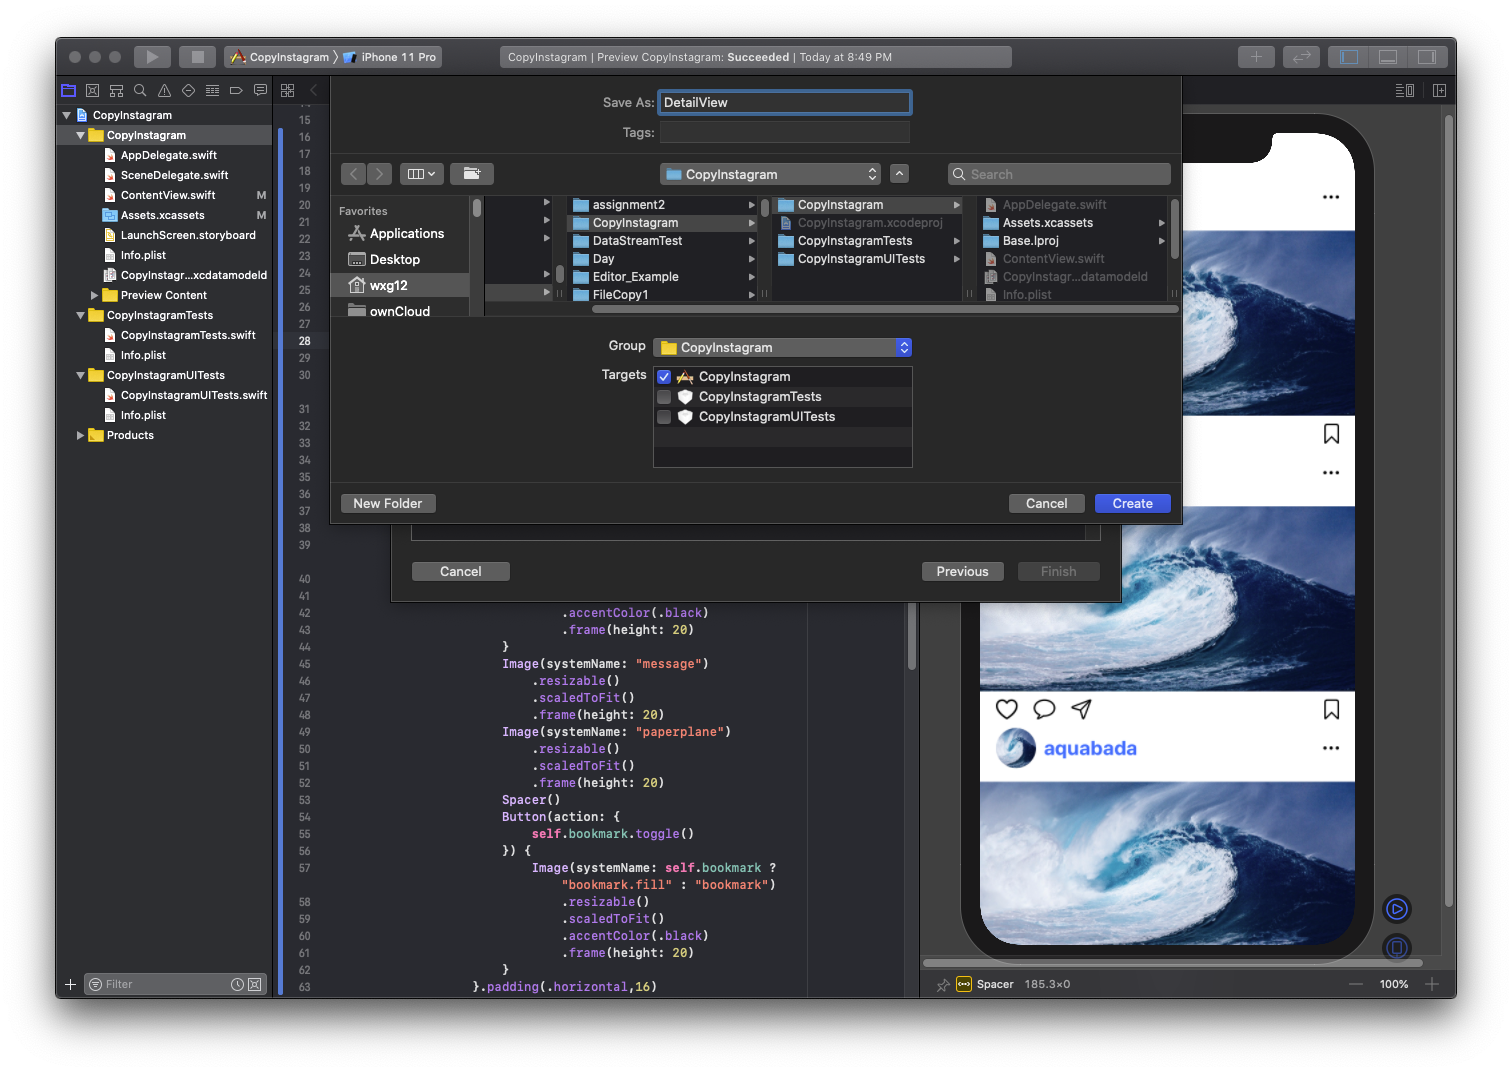 CopyInstagram 〉 iPhone 11 Pro
CopyInstagram | Preview CopyInstagram: Succeeded | Today at 8:49 PM
CopyInstagram
CopyInstagram
AppDelegate.swift
SceneDelegate.swift
ContentView.swift M
Assets.xcassets M
LaunchScreen.storyboard
Info.plist
CopyInstagr...xcdatamodeld
Preview Content
CopyInstagramTests
CopyInstagramTests.swift
Info.plist
CopyInstagramUITests
CopyInstagramUITests.swift
Info.plist
Products
Filter
Save As: DetailView
Tags:
CopyInstagram
Search
Favorites
Applications
Desktop
wxg12
ownCloud
assignment2
CopyInstagram
DataStreamTest
Day
Editor_Example
FileCopy1
CopyInstagram
CopyInstagram.xcodeproj
CopyInstagramTests
CopyInstagramUITests
AppDelegate.swift
Assets.xcassets
Base.lproj
ContentView.swift
CopyInstagr...datamodeld
Info.plist
Group CopyInstagram
Targets CopyInstagram
CopyInstagramTests
CopyInstagramUITests
New Folder Cancel Create
Cancel Previous Finish
15
16
17
18
19
20
21
22
23
24
25
26
27
28
29
30
31
32
33
34
35
36
37
38
39
40
41
42 .accentColor(.black)
43 .frame(height: 20)
44 }
45 Image(systemName: "message")
46 .resizable()
47 .scaledToFit()
48 .frame(height: 20)
49 Image(systemName: "paperplane")
50 .resizable()
51 .scaledToFit()
52 .frame(height: 20)
53 Spacer()
54 Button(action: {
55 self.bookmark.toggle()
56 }) {
57 Image(systemName: self.bookmark ?
"bookmark.fill" : "bookmark")
58 .resizable()
59 .scaledToFit()
60 .accentColor(.black)
61 .frame(height: 20)
62 }
63 }.padding(.horizontal,16)
aquabada
Spacer 185.3×0
100%